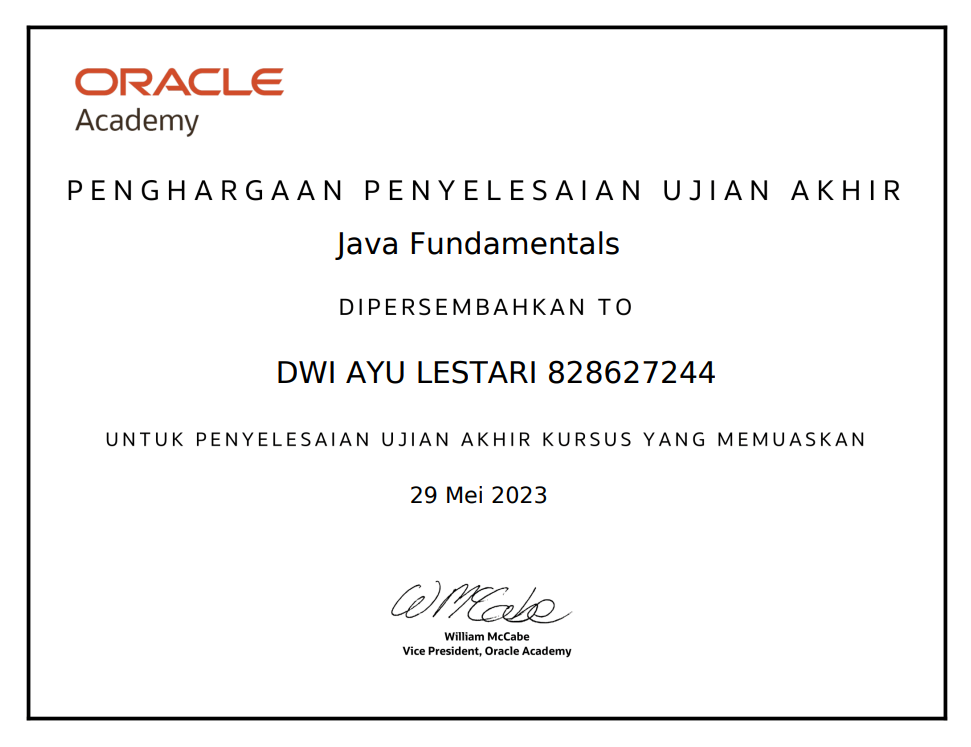 ORACLE
Academy
PENGHARGAAN PENYELESAIAN UJIAN AKHIR
Java Fundamentals
DIPERSEMBAHKAN TO
DWI AYU LESTARI 828627244
UNTUK PENYELESAIAN UJIAN AKHIR KURSUS YANG MEMUASKAN
29 Mei 2023
W McCabe
William McCabe
Vice President, Oracle Academy